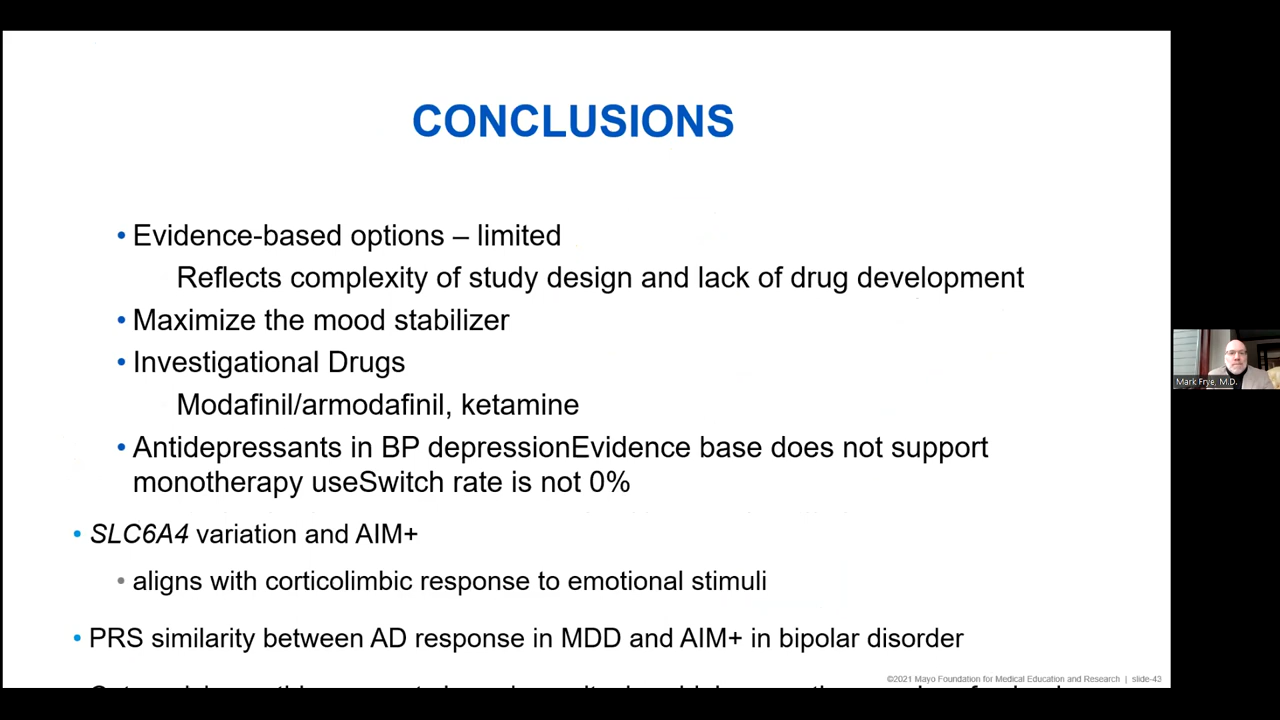 CONCLUSIONS
• Evidence-based options – limited
Reflects complexity of study design and lack of drug development
• Maximize the mood stabilizer
• Investigational Drugs
Modafinil/armodafinil, ketamine
• Antidepressants in BP depressionEvidence base does not support
monotherapy useSwitch rate is not 0%
• SLC6A4 variation and AIM+
• aligns with corticolimbic response to emotional stimuli
• PRS similarity between AD response in MDD and AIM+ in bipolar disorder
©2021 Mayo Foundation for Medical Education and Research | slide-43
Mark Frye, M.D.